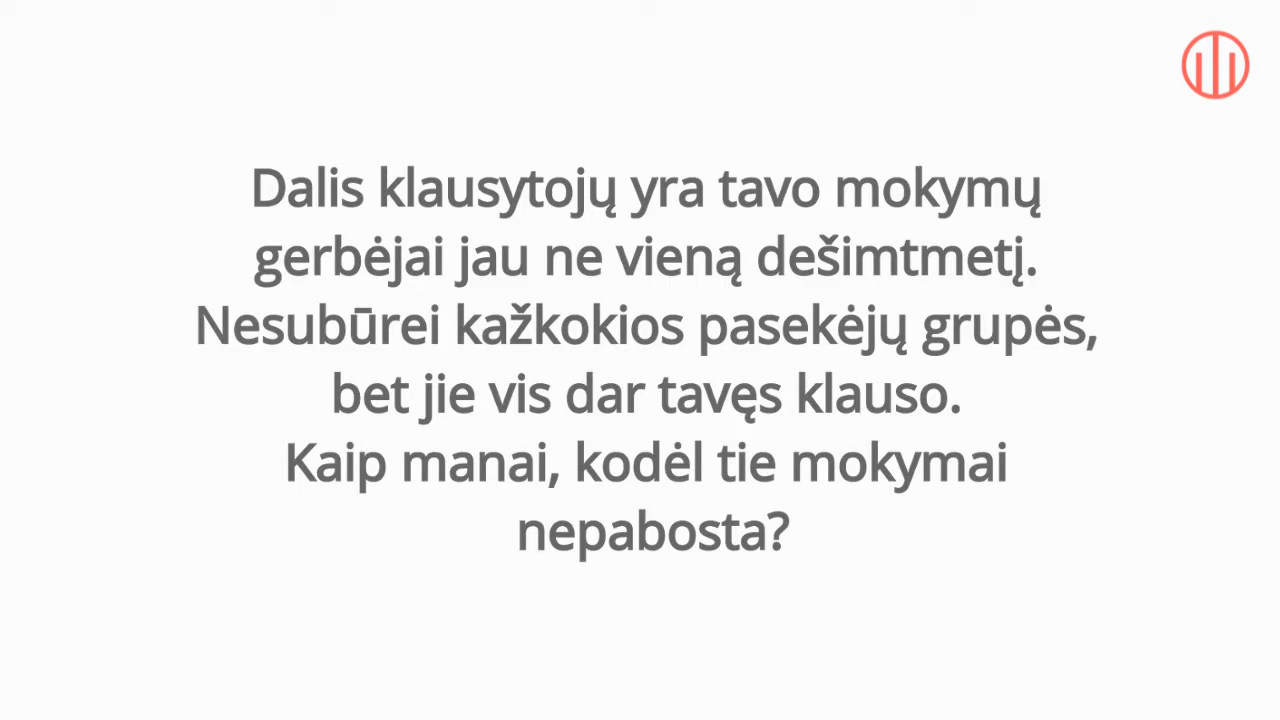 Dalis klausytojų yra tavo mokymų
gerbėjai jau ne vieną dešimtmetį.
Nesubūrei kažkokios pasekėjų grupės,
bet jie vis dar tavęs klauso.
Kaip manai, kodėl tie mokymai
nepabosta?